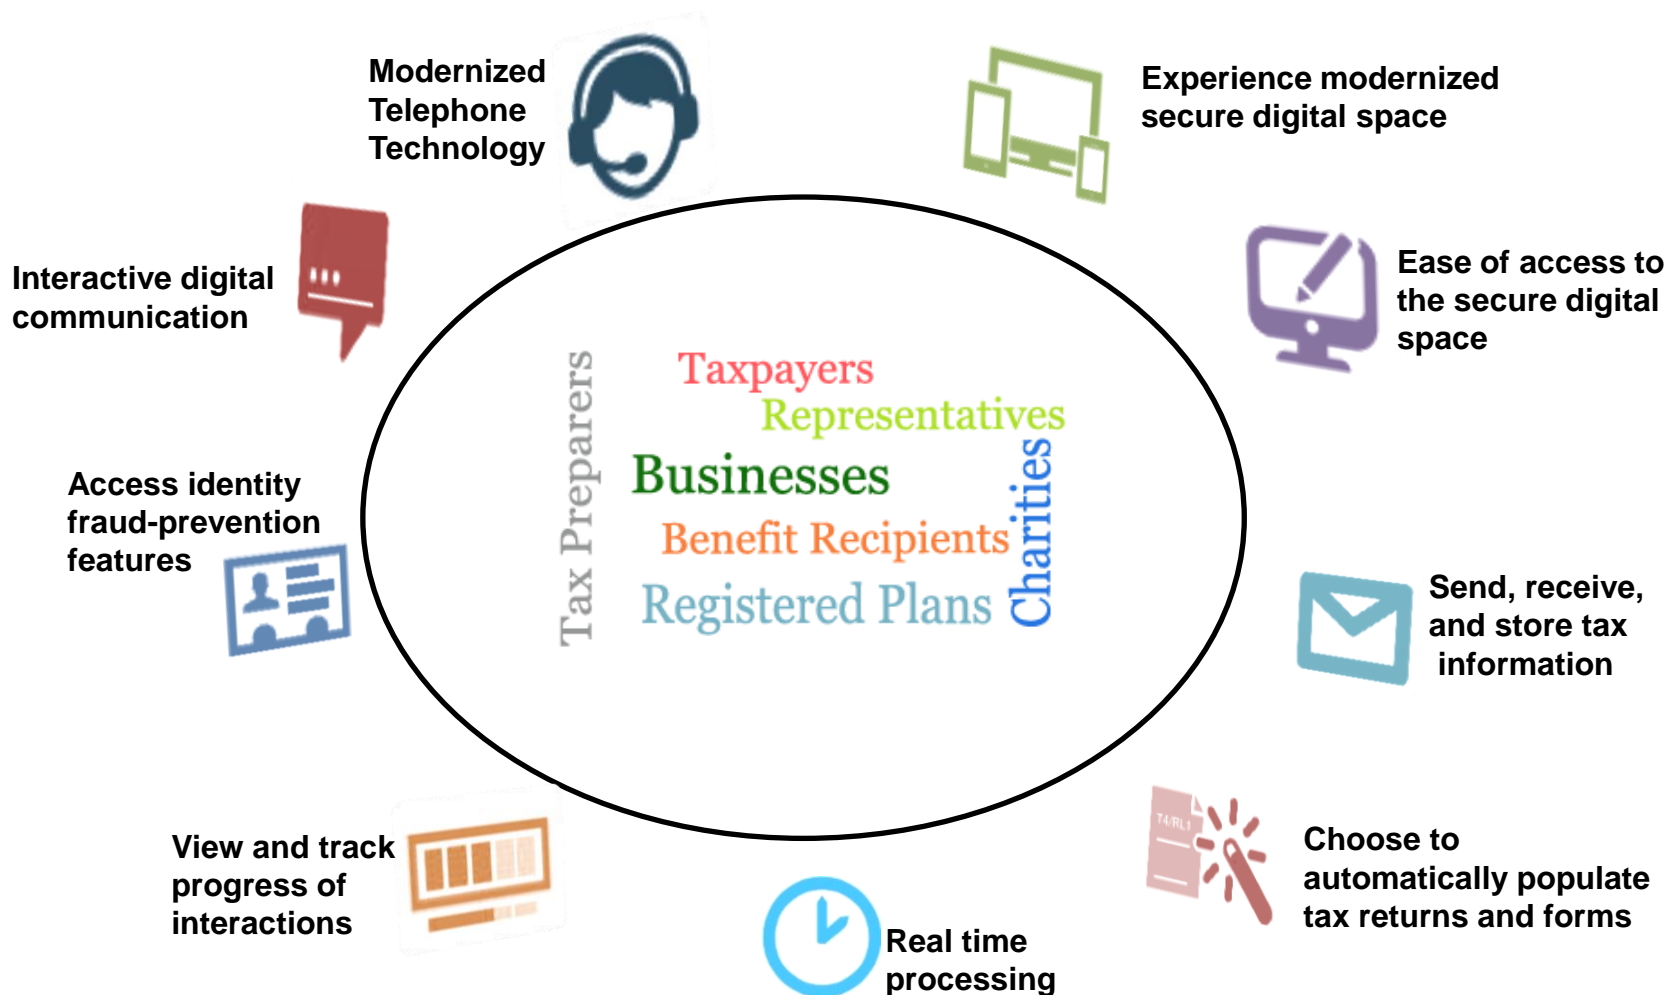 Modernized
Telephone
Technology
Experience modernized
secure digital space
Interactive digital
communication
Ease of access to
the secure digital
space
Tax Preparers
Taxpayers
Representatives
Businesses
Benefit Recipients
Registered Plans
Charities
Access identity
fraud-prevention
features
Send, receive,
and store tax
information
View and track
progress of
interactions
T4/RL1
Choose to
automatically populate
tax returns and forms
Real time
processing